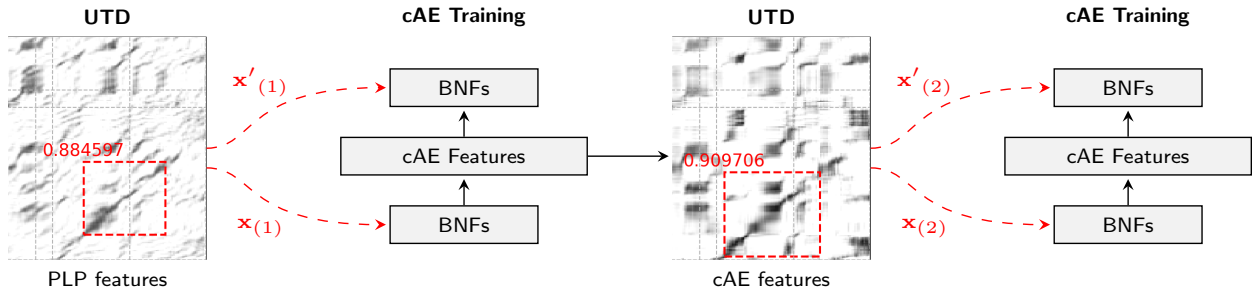 UTD
cAE Training
UTD
cAE Training
x′(1)
BNFs
x′(2)
BNFs
0.884597
cAE Features
0.909706
cAE Features
x(1)
BNFs
x(2)
BNFs
PLP features
cAE features